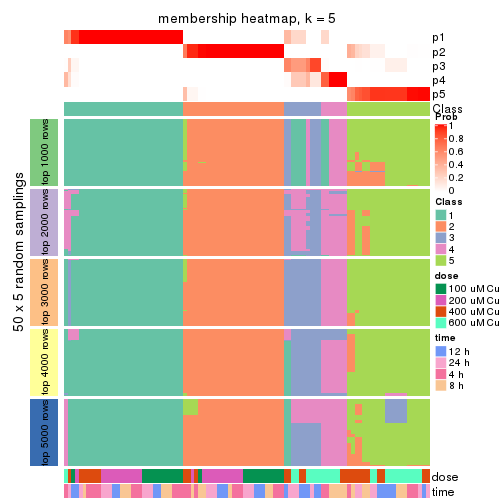 membership heatmap, k = 5
p1
p2
p3
p4
p5
Class
50 x 5 random samplings
top 1000 rows
top 2000 rows
top 3000 rows
top 4000 rows
top 5000 rows
Prob
1
0.8
0.6
0.4
0.2
0
Class
1
2
3
4
5
dose
100 uM Cu
200 uM Cu
400 uM Cu
600 uM Cu
time
12 h
24 h
4 h
8 h
dose
time